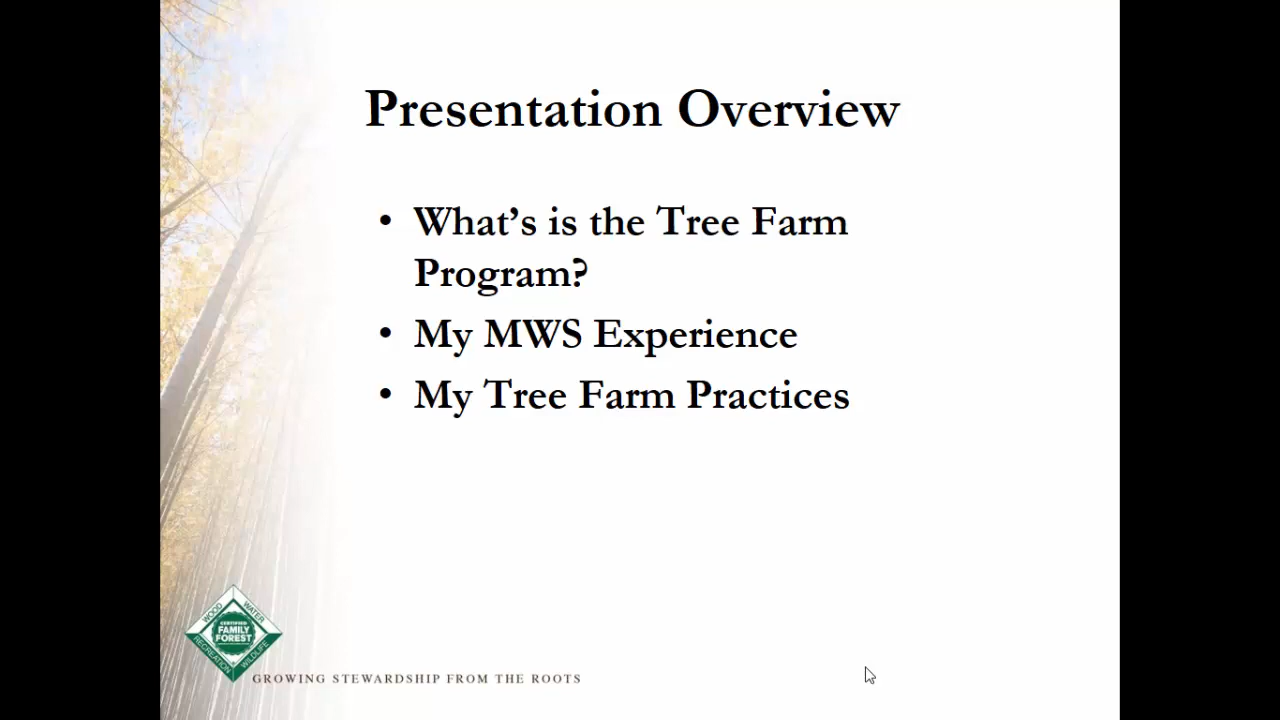 Presentation Overview
• What’s is the Tree Farm
Program?
• My MWS Experience
• My Tree Farm Practices
WOOD
WATER
CERTIFIED
FAMILY
FOREST
RECREATION
WILDLIFE
GROWING STEWARDSHIP FROM THE ROOTS